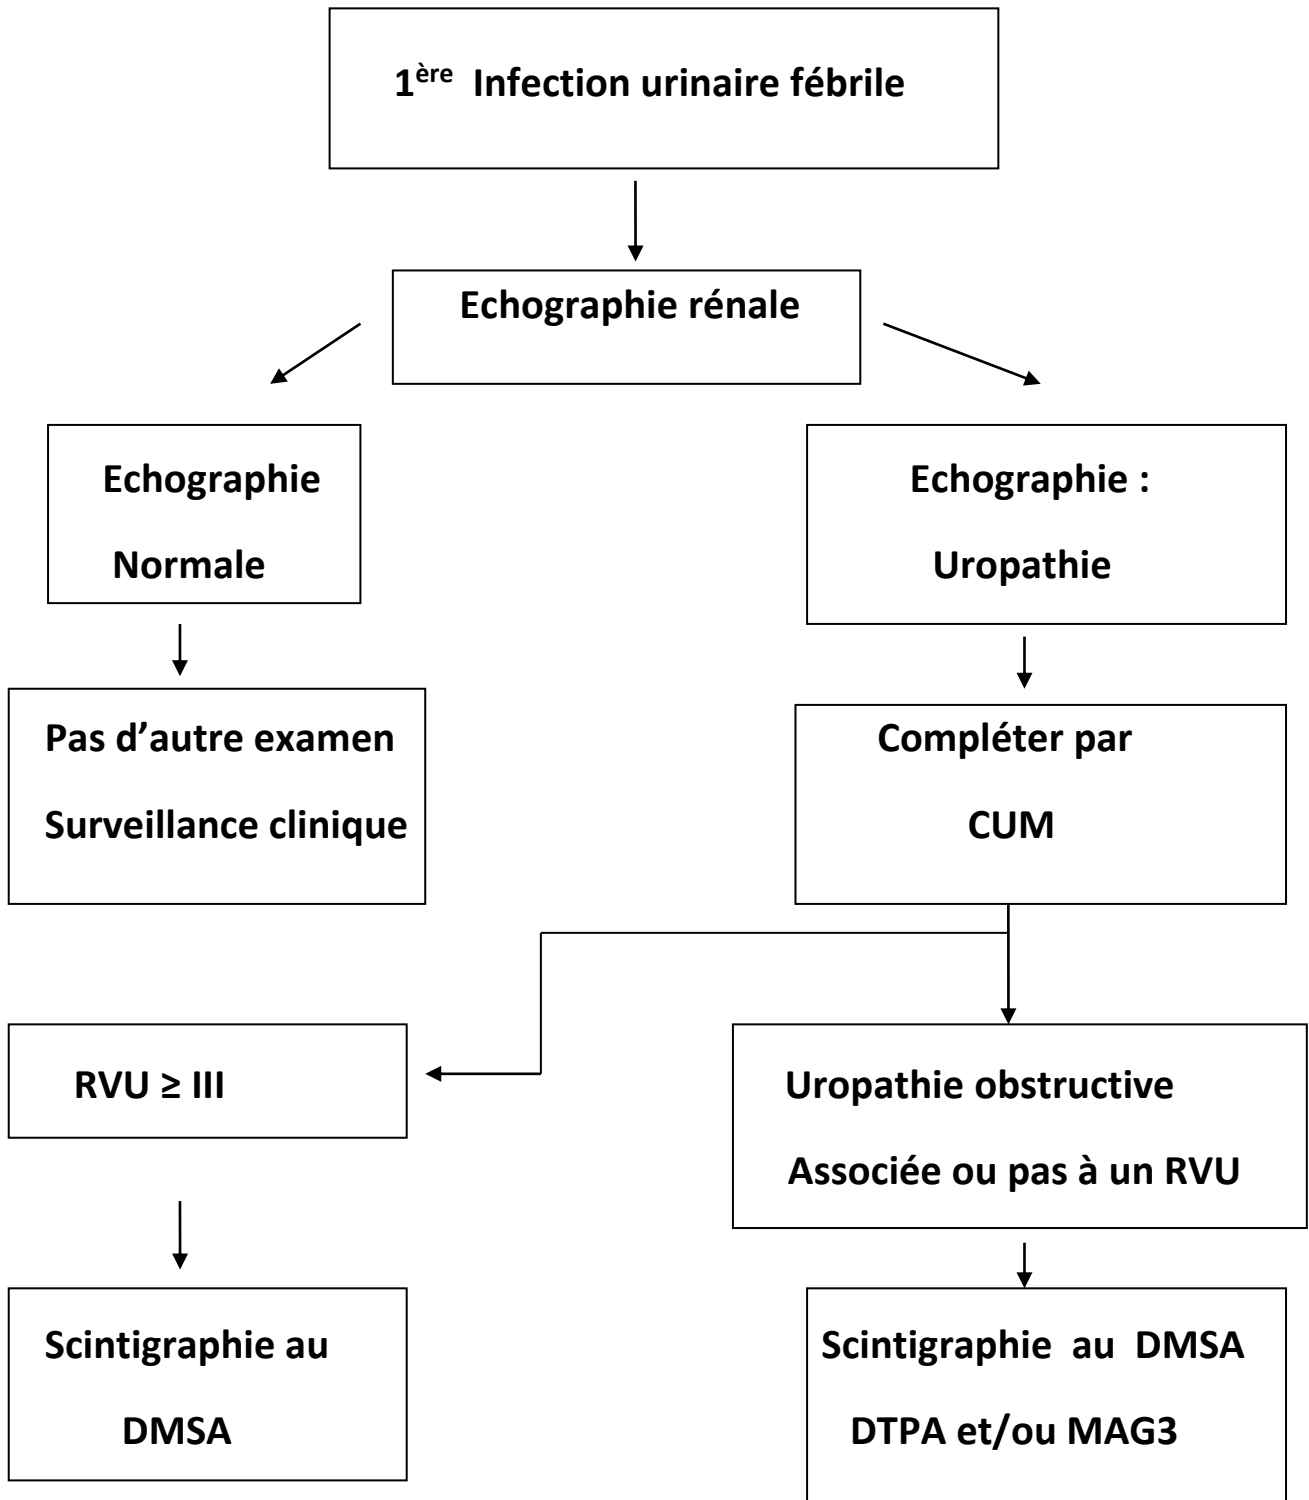 1ère Infection urinaire fébrile
Echographie rénale
Echographie
Normale
Echographie :
Uropathie
Pas d’autre examen
Surveillance clinique
Compléter par
CUM
RVU ≥ III
Uropathie obstructive
Associée ou pas à un RVU
Scintigraphie au
DMSA
Scintigraphie au DMSA
DTPA et/ou MAG3